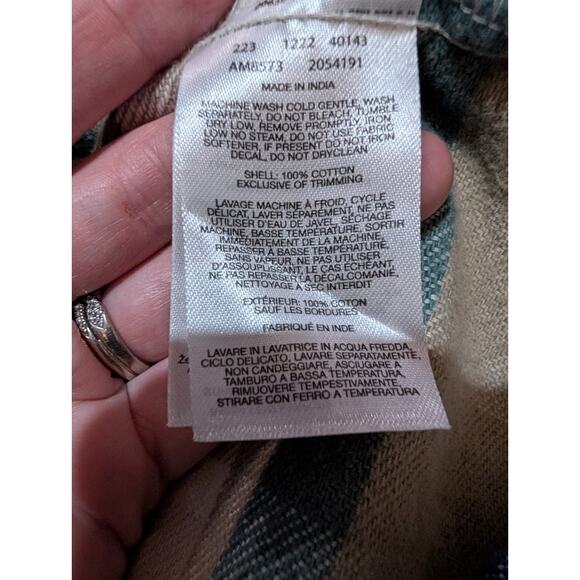 223 1222 40143
AM8573 2054191
MADE IN INDIA
MACHINE WASH COLD GENTLE, WASH
SEPARATELY, DO NOT BLEACH, TUMBLE
DRY LOW, REMOVE PROMPTLY, IRON
LOW NO STEAM, DO NOT USE FABRIC
SOFTENER, IF PRESENT DO NOT IRON
DECAL, DO NOT DRYCLEAN
SHELL: 100% COTTON
EXCLUSIVE OF TRIMMING
LAVAGE MACHINE À FROID, CYCLE
DÉLICAT, LAVER SÉPARÉMENT, NE PAS
UTILISER D'EAU DE JAVEL, SÉCHAGE
MACHINE, BASSE TEMPÉRATURE, SORTIR
IMMÉDIATEMENT DE LA MACHINE,
REPASSER À BASSE TEMPÉRATURE,
SANS VAPEUR, NE PAS UTILISER
D'ASSOUPLISSANT, LE CAS ÉCHÉANT,
NE PAS REPASSER LA DÉCALCOMANIE,
NETTOYAGE A SEC INTERDIT
EXTÉRIEUR: 100% COTON
SAUF LES BORDURES
FABRIQUÉ EN INDE
LAVARE IN LAVATRICE IN ACQUA FREDDA,
CICLO DELICATO, LAVARE SEPARATAMENTE,
NON CANDEGGIARE, ASCIUGARE A
TAMBURO A BASSA TEMPERATURA,
RIMUOVERE TEMPESTIVAMENTE,
STIRARE CON FERRO A TEMPERATURA